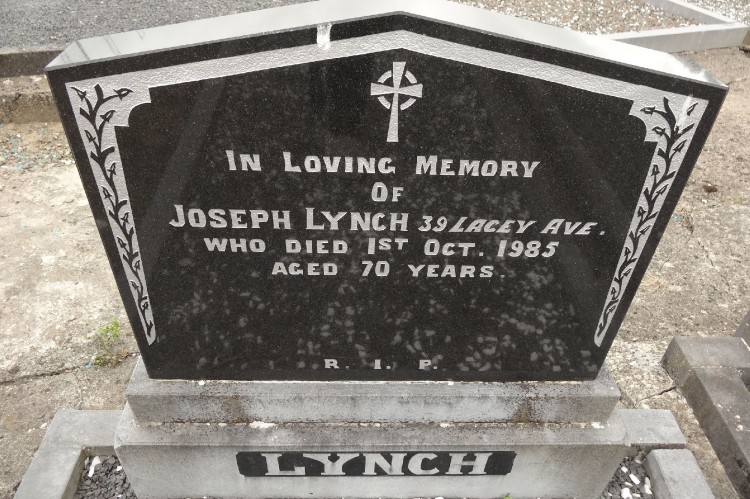 In Loving Memory
Of
Joseph Lynch 39 Lacey Ave.
who died 1st Oct. 1985
aged 70 years.
R. I. P.
LYNCH